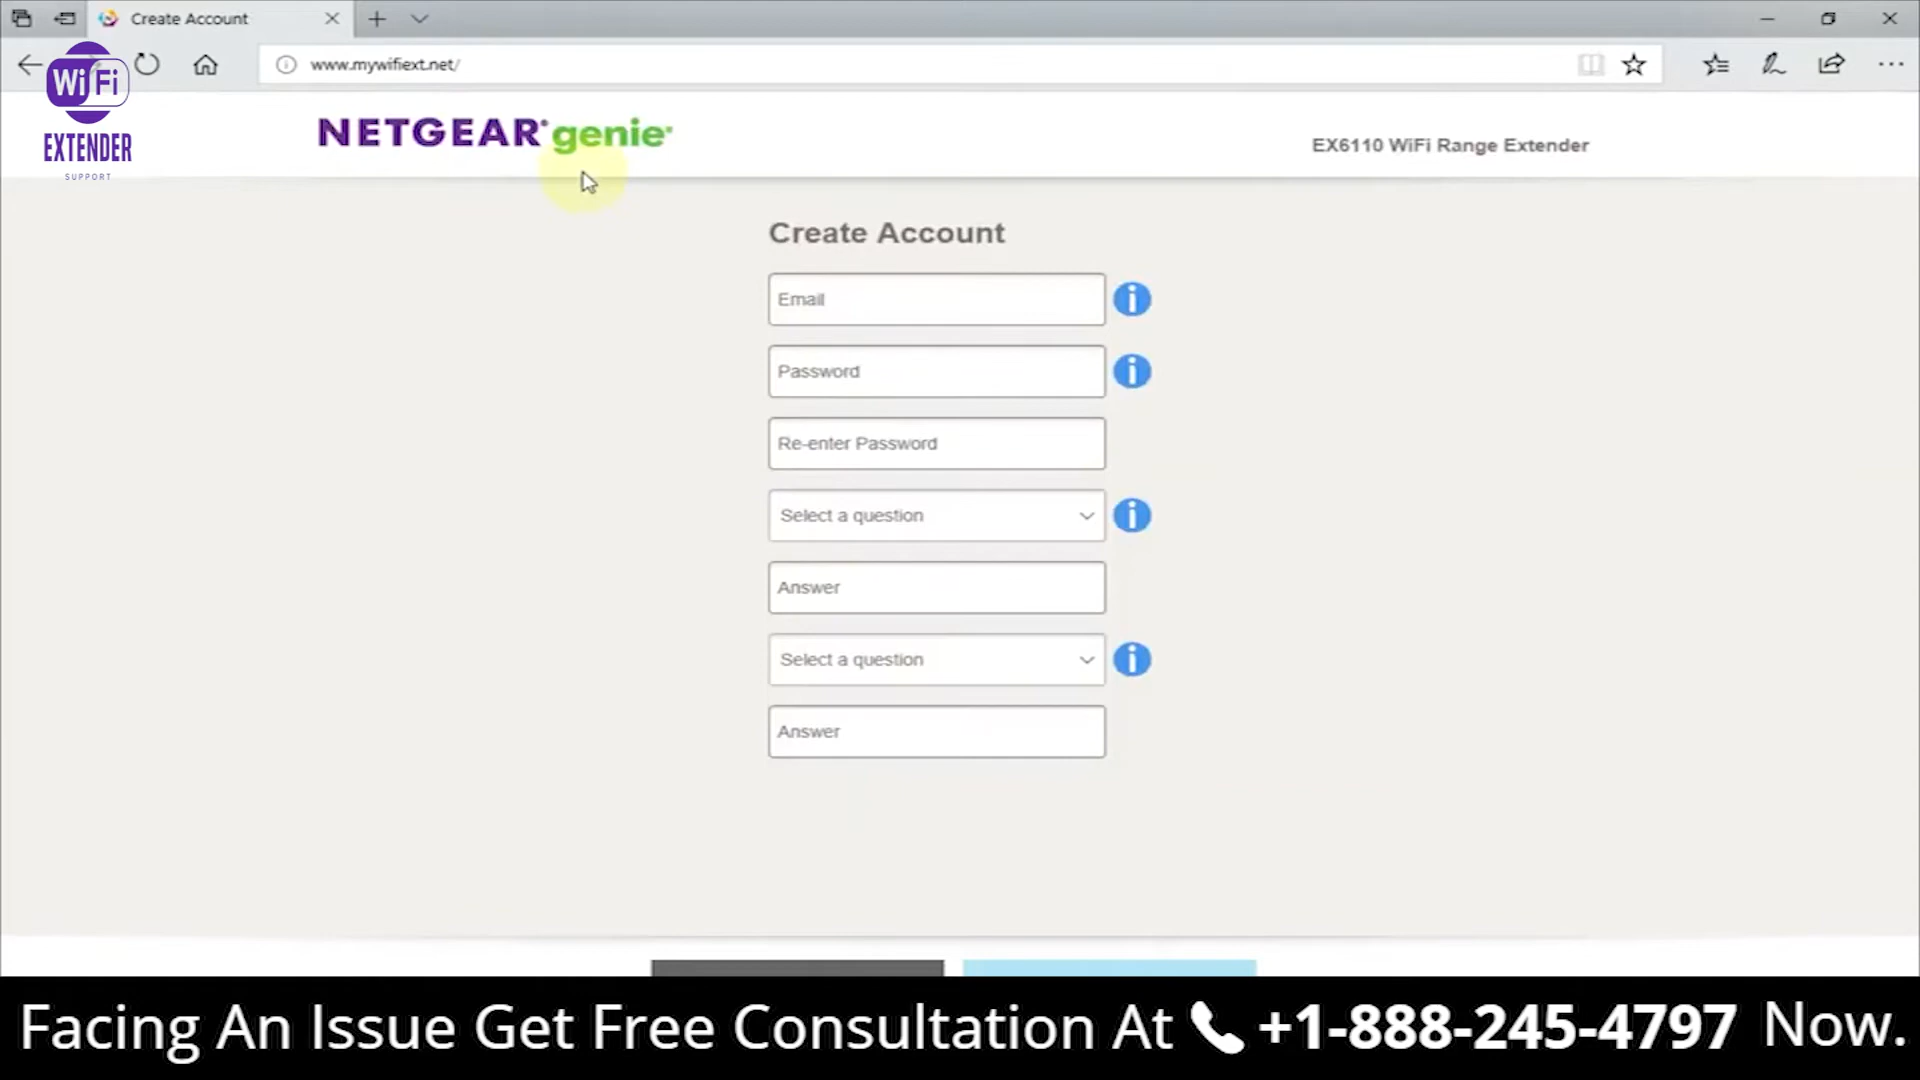 Create Account
www.mywifiext.net/
WiFi
EXTENDER
SUPPORT
NETGEAR® genie®
EX6110 WiFi Range Extender
Create Account
Email
Password
Re-enter Password
Select a question
Answer
Select a question
Answer
Facing An Issue Get Free Consultation At +1-888-245-4797 Now.